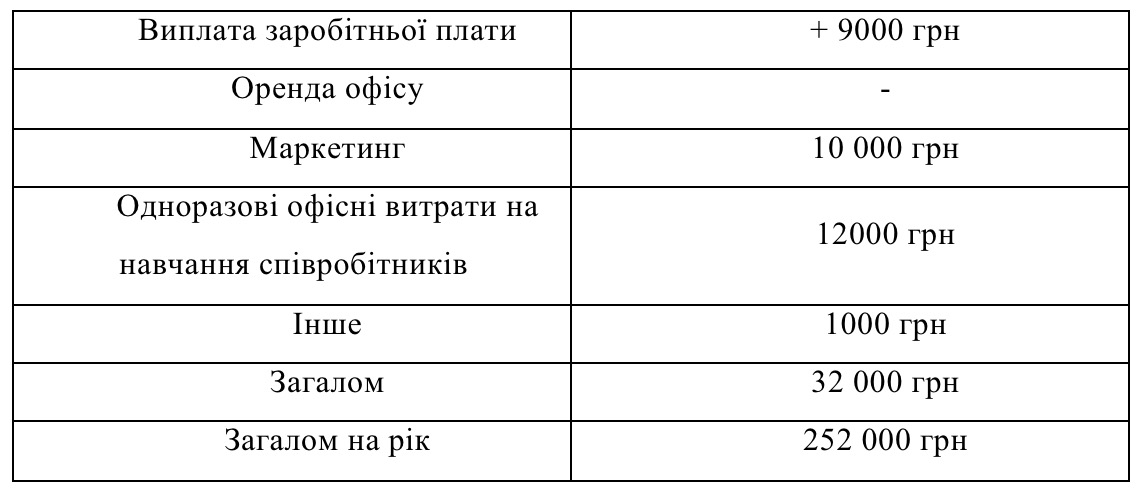 Виплата заробітньої плати
+ 9000 грн
Оренда офісу
-
Маркетинг
10 000 грн
Одноразові офісні витрати на
навчання співробітників
12000 грн
Інше
1000 грн
Загалом
32 000 грн
Загалом на рік
252 000 грн